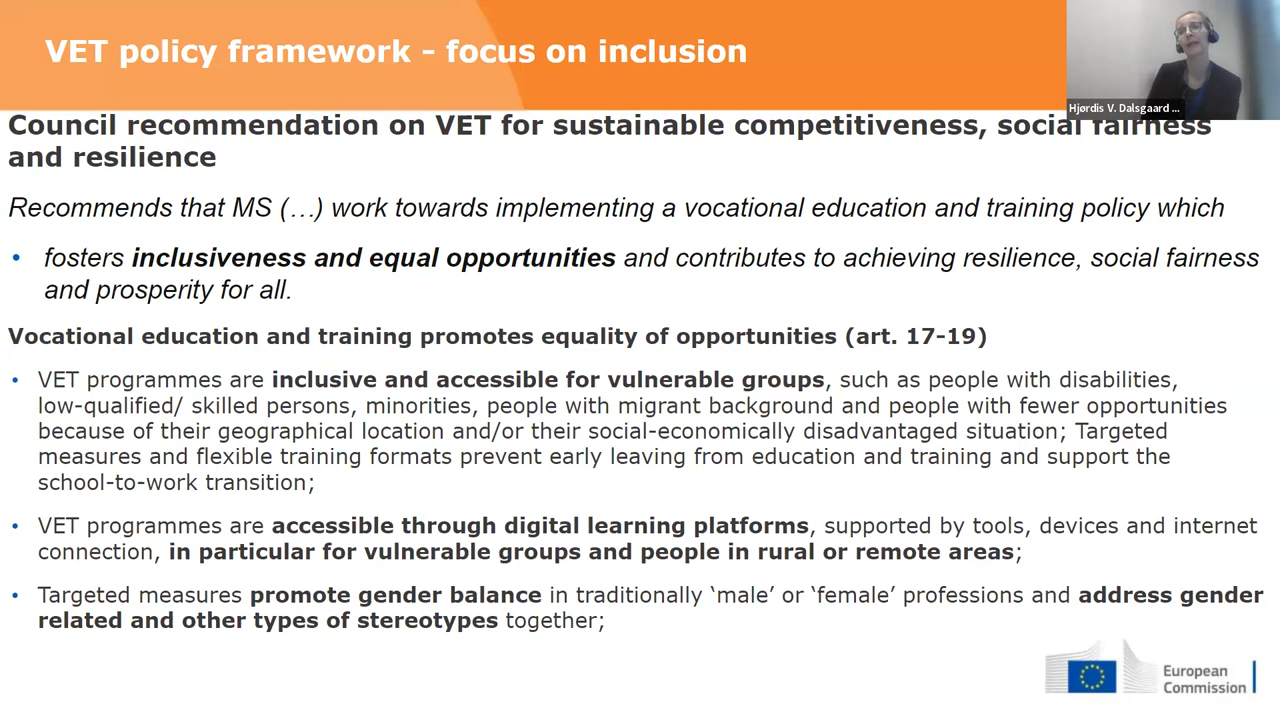 VET policy framework - focus on inclusion
Hjørdis V. Dalsgaard ...
Council recommendation on VET for sustainable competitiveness, social fairness
and resilience
Recommends that MS (…) work towards implementing a vocational education and training policy which
• fosters inclusiveness and equal opportunities and contributes to achieving resilience, social fairness
and prosperity for all.
Vocational education and training promotes equality of opportunities (art. 17-19)
• VET programmes are inclusive and accessible for vulnerable groups, such as people with disabilities,
low-qualified/ skilled persons, minorities, people with migrant background and people with fewer opportunities
because of their geographical location and/or their social-economically disadvantaged situation; Targeted
measures and flexible training formats prevent early leaving from education and training and support the
school-to-work transition;
• VET programmes are accessible through digital learning platforms, supported by tools, devices and internet
connection, in particular for vulnerable groups and people in rural or remote areas;
• Targeted measures promote gender balance in traditionally ‘male’ or ‘female’ professions and address gender
related and other types of stereotypes together;
European
Commission